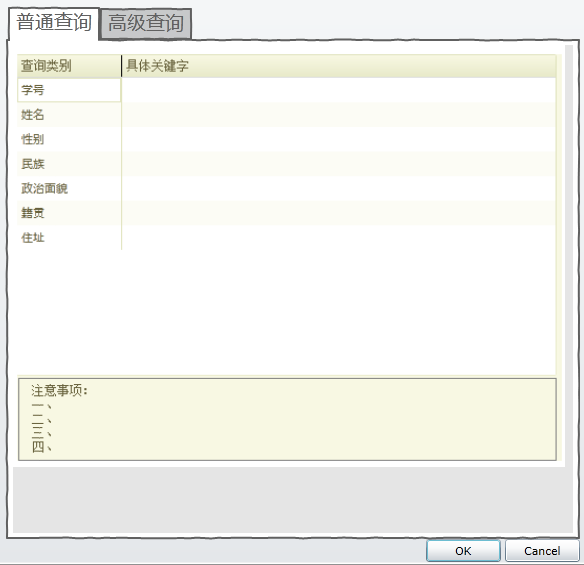 普通查询 高级查询
查询类别 具体关键字
学号
姓名
性别
民族
政治面貌
籍贯
住址
注意事项：
一、
二、
三、
四、
OK Cancel